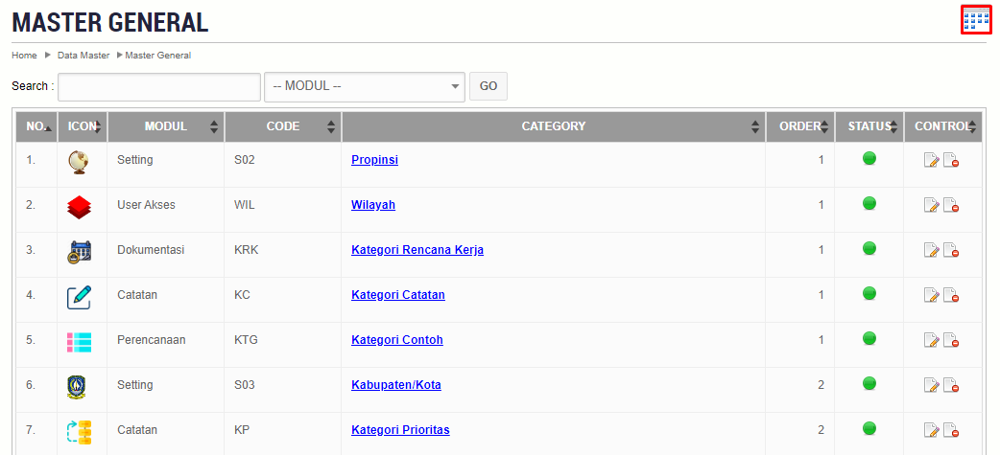 MASTER GENERAL
Home Data Master Master General
Search : -- MODUL -- GO
NO. ICON MODUL CODE CATEGORY ORDER STATUS CONTROL
1. Setting S02 Propinsi 1
2. User Akses WIL Wilayah 1
3. Dokumentasi KRK Kategori Rencana Kerja 1
4. Catatan KC Kategori Catatan 1
5. Perencanaan KTG Kategori Contoh 1
6. Setting S03 Kabupaten/Kota 2
7. Catatan KP Kategori Prioritas 2